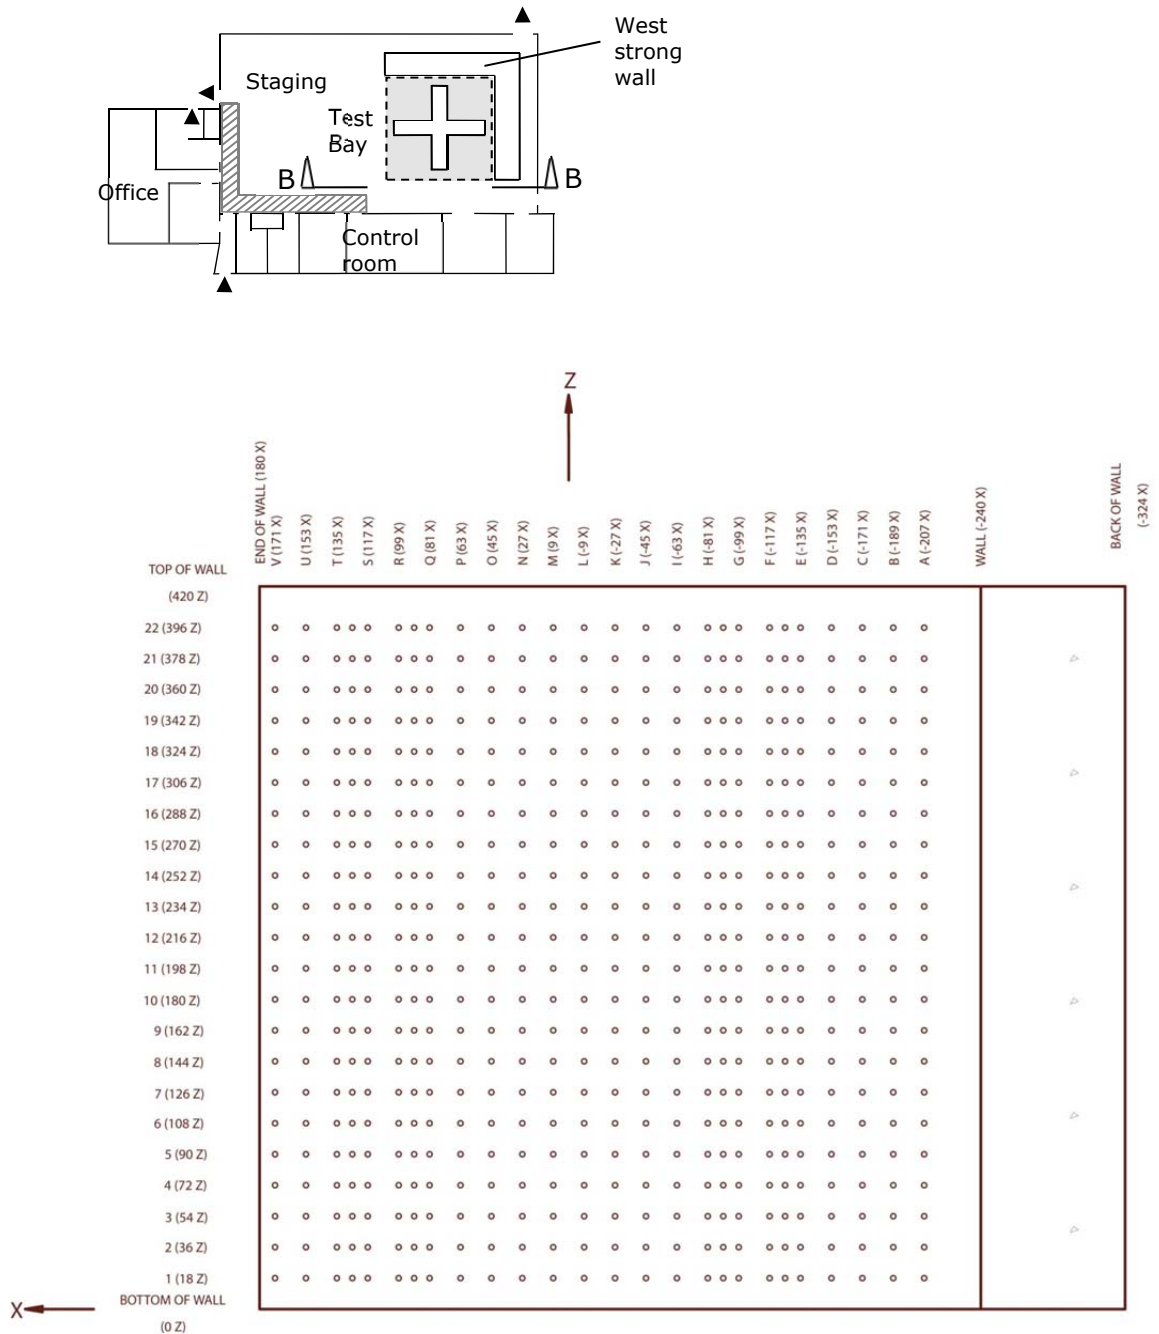 West
strong
wall
Staging
Test
Bay
B
B
Office
Control
room
Z
END OF WALL (180 X)
V (171 X)
U (153 X)
T (135 X)
S (117 X)
R (99 X)
Q (81 X)
P (63 X)
O (45 X)
N (27 X)
M (9 X)
L (-9 X)
K (-27 X)
J (-45 X)
I (-63 X)
H (-81 X)
G (-99 X)
F (-117 X)
E (-135 X)
D (-153 X)
C (-171 X)
B (-189 X)
A (-207 X)
WALL (-240 X)
BACK OF WALL
(-324 X)
TOP OF WALL
(420 Z)
22 (396 Z)
21 (378 Z)
20 (360 Z)
19 (342 Z)
18 (324 Z)
17 (306 Z)
16 (288 Z)
15 (270 Z)
14 (252 Z)
13 (234 Z)
12 (216 Z)
11 (198 Z)
10 (180 Z)
9 (162 Z)
8 (144 Z)
7 (126 Z)
6 (108 Z)
5 (90 Z)
4 (72 Z)
3 (54 Z)
2 (36 Z)
1 (18 Z)
BOTTOM OF WALL
(0 Z)
X